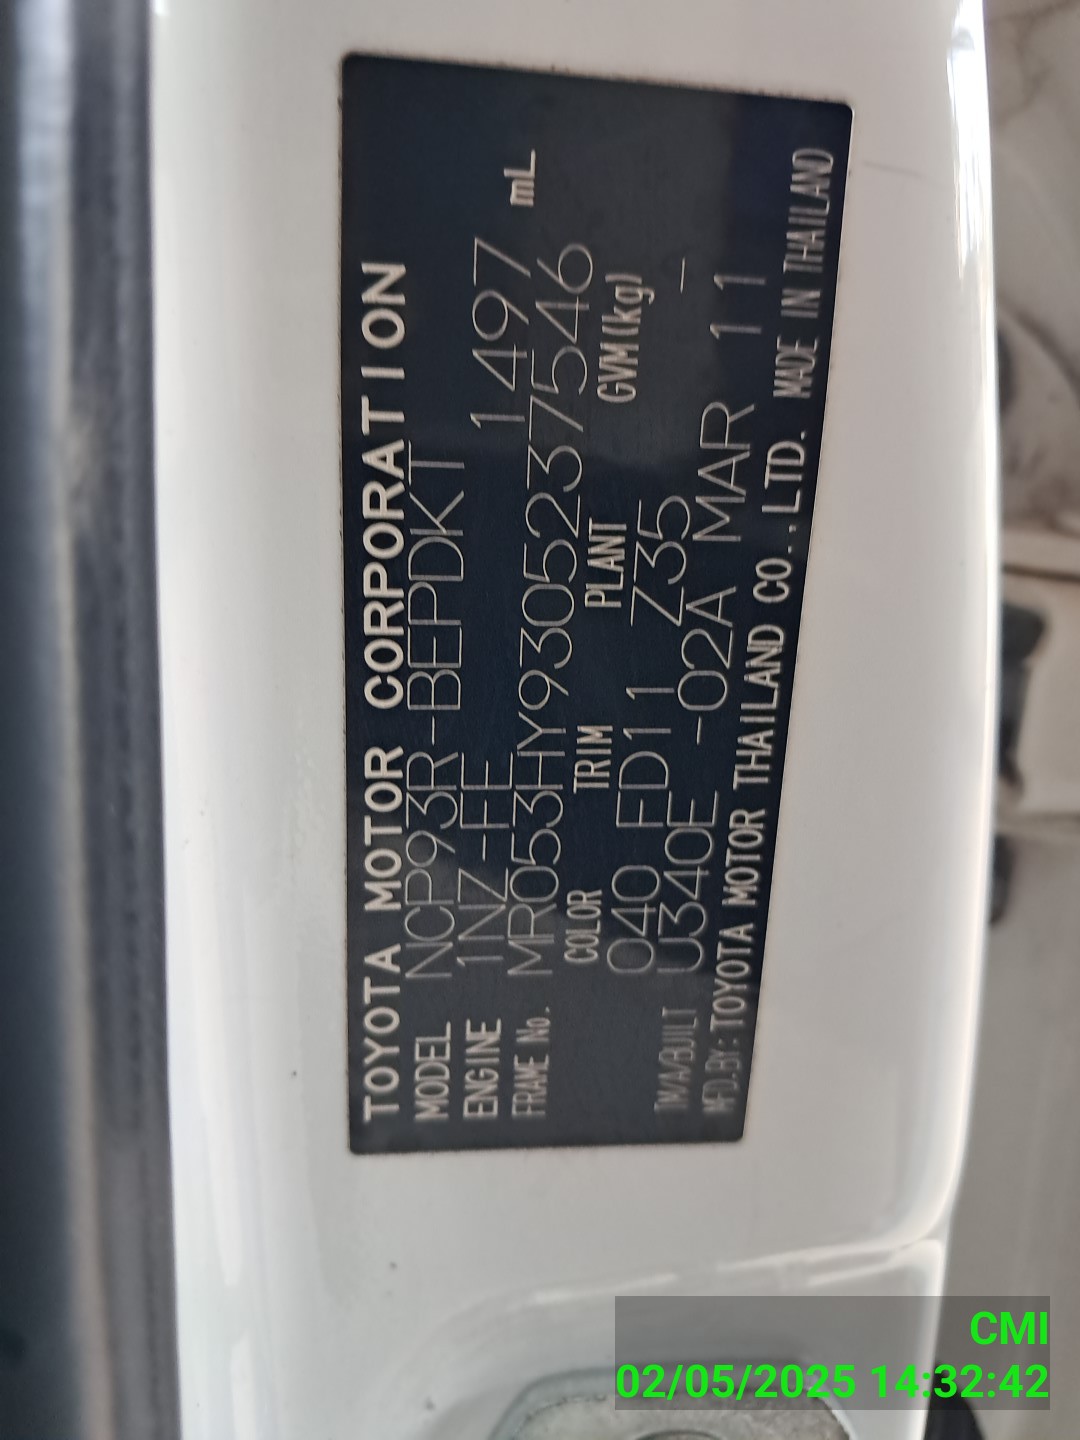 TOYOTA MOTOR CORPORATION
MODEL NCP93R-BEPDKT
ENGINE 1NZ-FE 1497 mL
FRAME No. MR053HY9305237546
COLOR TRIM PLANT GVM(kg)
040 FD11 Z35 -
TM/A/BUILT U340E -02A MAR 11
MFD.BY: TOYOTA MOTOR THAILAND CO.,LTD. MADE IN THAILAND
CMI
02/05/2025 14:32:42